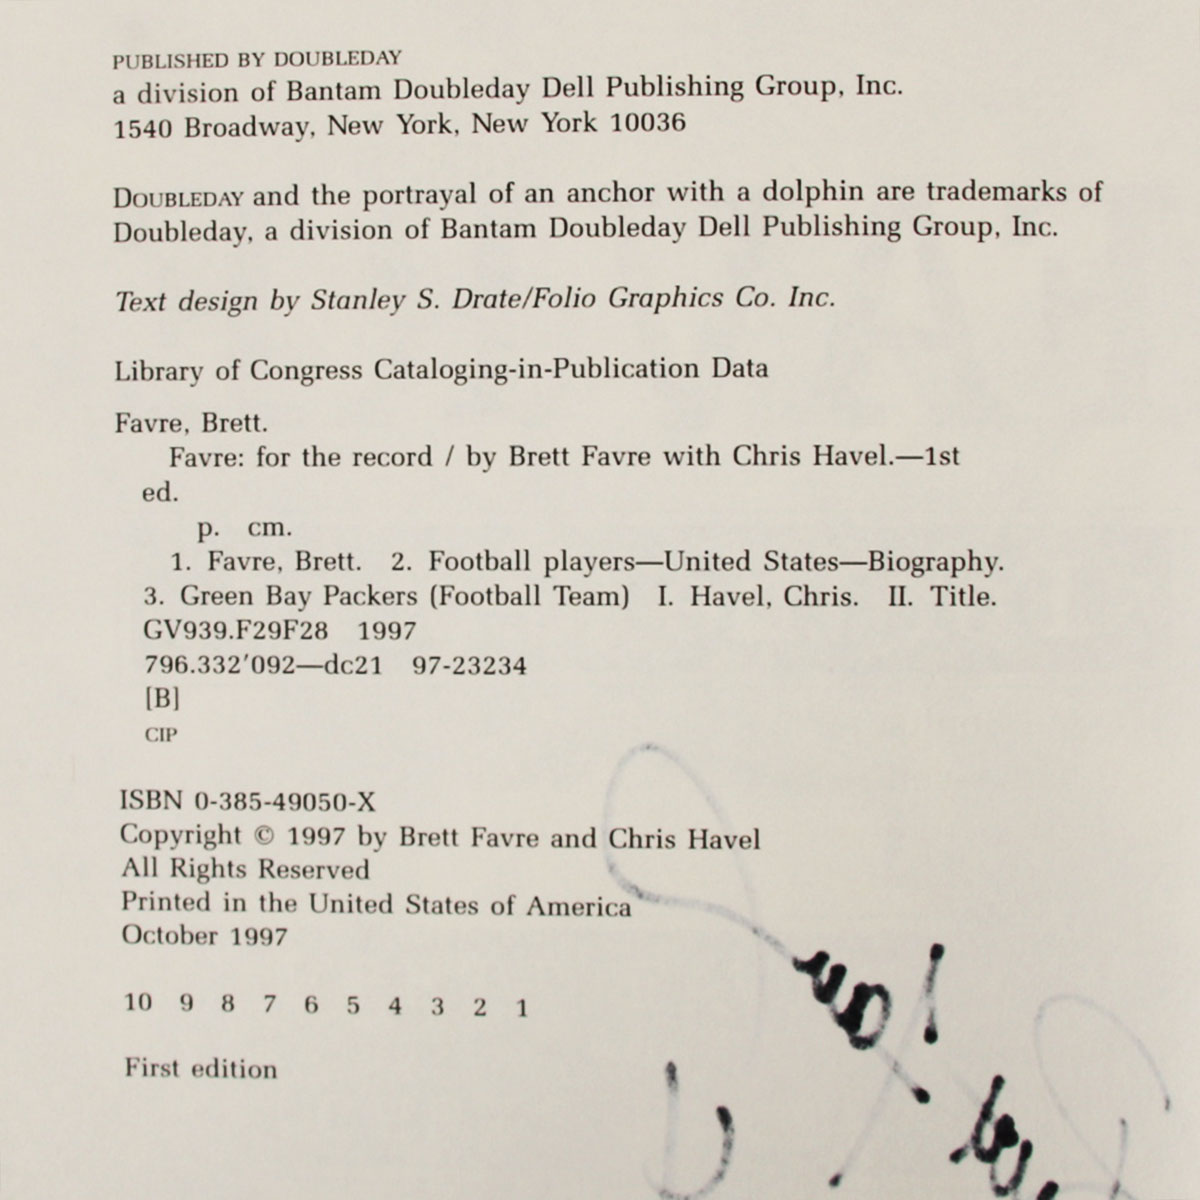 PUBLISHED BY DOUBLEDAY
a division of Bantam Doubleday Dell Publishing Group, Inc.
1540 Broadway, New York, New York 10036
DOUBLEDAY and the portrayal of an anchor with a dolphin are trademarks of
Doubleday, a division of Bantam Doubleday Dell Publishing Group, Inc.
Text design by Stanley S. Drate/Folio Graphics Co. Inc.
Library of Congress Cataloging-in-Publication Data
Favre, Brett.
Favre: for the record / by Brett Favre with Chris Havel.—1st
ed.
p. cm.
1. Favre, Brett. 2. Football players—United States—Biography.
3. Green Bay Packers (Football Team) I. Havel, Chris. II. Title.
GV939.F29F28 1997
796.332′092—dc21 97-23234
[B]
CIP
ISBN 0-385-49050-X
Copyright © 1997 by Brett Favre and Chris Havel
All Rights Reserved
Printed in the United States of America
October 1997
10 9 8 7 6 5 4 3 2 1
First edition